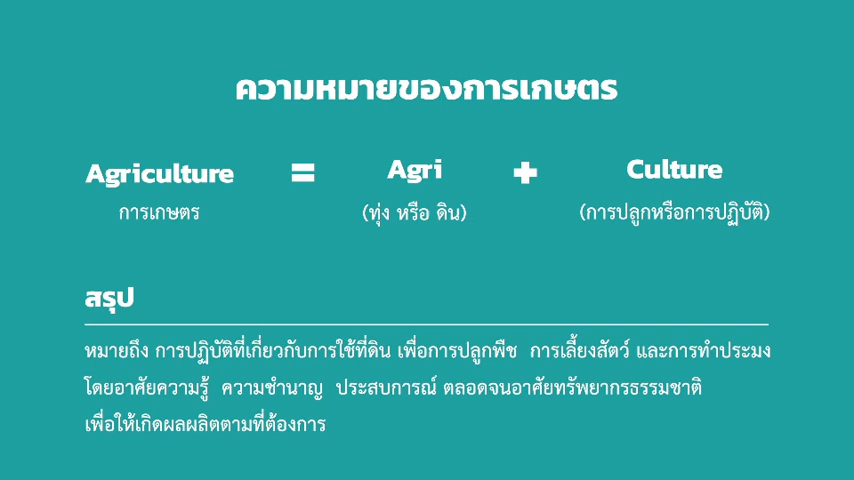 ความหมายของการเกษตร
Agriculture = Agri + Culture
การเกษตร (ทุ่ง หรือ ดิน) (การปลูกหรือการปฏิบัติ)
สรุป
หมายถึง การปฏิบัติที่เกี่ยวกับการใช้ที่ดิน เพื่อการปลูกพืช การเลี้ยงสัตว์ และการทำประมง
โดยอาศัยความรู้ ความชำนาญ ประสบการณ์ ตลอดจนอาศัยทรัพยากรธรรมชาติ
เพื่อให้เกิดผลผลิตตามที่ต้องการ